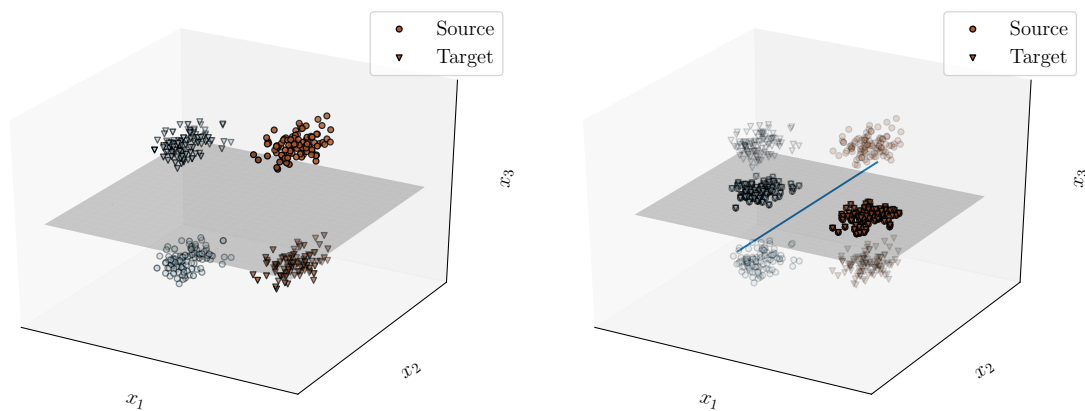 Source
Target
x₃
x₂
x₁
Source
Target
x₃
x₂
x₁